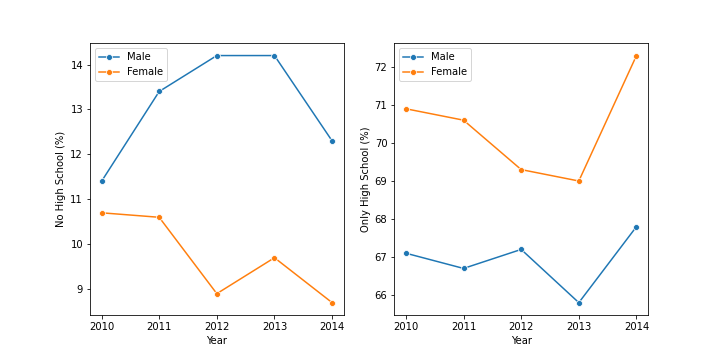 Male
Female
No High School (%)
14
13
12
11
10
9
2010 2011 2012 2013 2014
Year
Male
Female
Only High School (%)
72
71
70
69
68
67
66
2010 2011 2012 2013 2014
Year